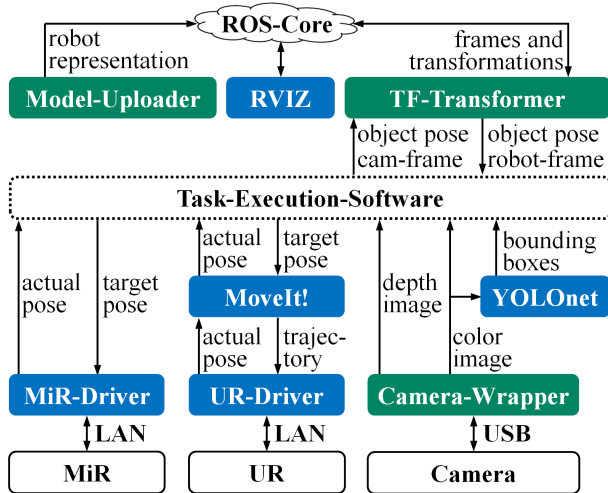 ROS-Core
robot
representation
frames and
transformations
Model-Uploader
RVIZ
TF-Transformer
object pose
cam-frame
object pose
robot-frame
Task-Execution-Software
actual
pose
target
pose
actual
pose
target
pose
depth
image
bounding
boxes
MoveIt!
YOLOnet
actual
pose
trajec-
tory
color
image
MiR-Driver
UR-Driver
Camera-Wrapper
LAN
LAN
USB
MiR
UR
Camera